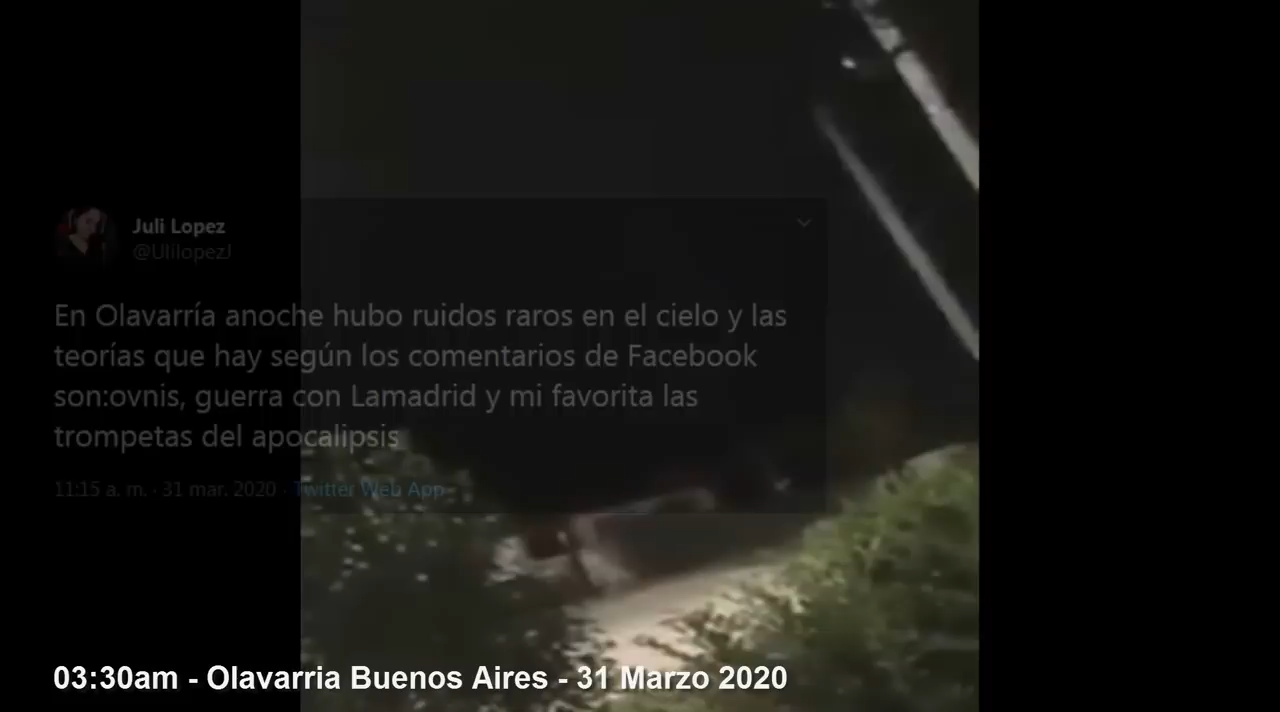 Juli Lopez
@UlilopezJ
En Olavarría anoche hubo ruidos raros en el cielo y las
teorías que hay según los comentarios de Facebook
son:ovnis, guerra con Lamadrid y mi favorita las
trompetas del apocalipsis
11:15 a. m. · 31 mar. 2020 · Twitter Web App
03:30am - Olavarria Buenos Aires - 31 Marzo 2020